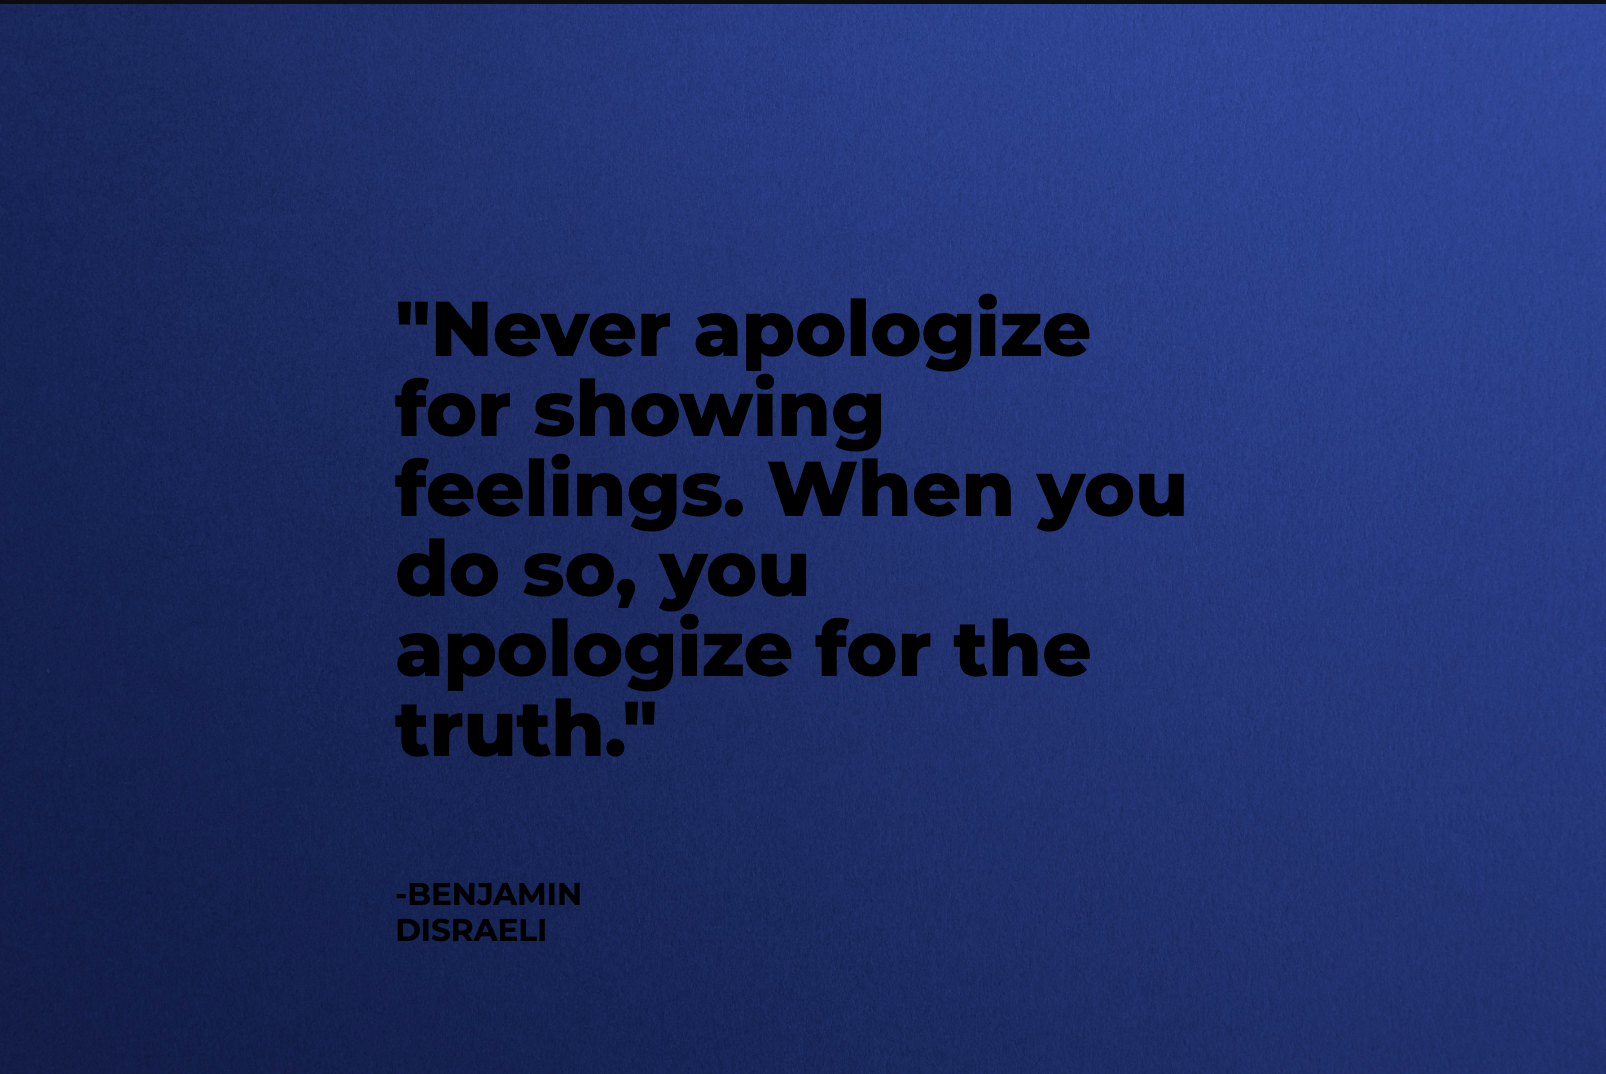 "Never apologize
for showing
feelings. When you
do so, you
apologize for the
truth."
-BENJAMIN
DISRAELI